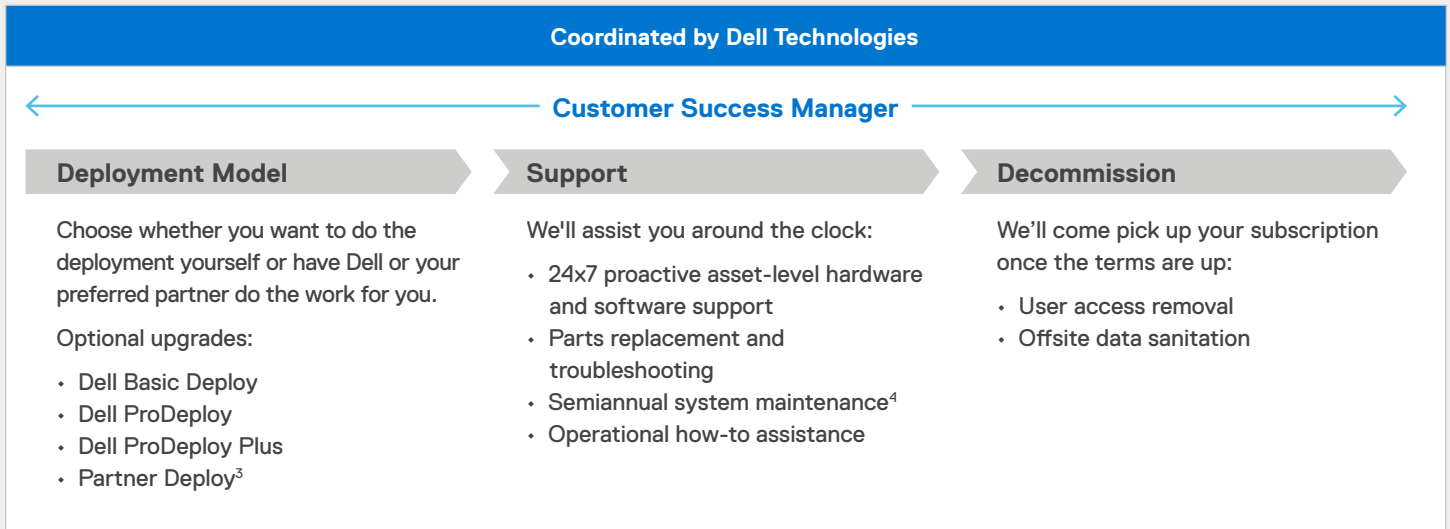 Coordinated by Dell Technologies
Customer Success Manager
Deployment Model
Choose whether you want to do the
deployment yourself or have Dell or your
preferred partner do the work for you.
Optional upgrades:
• Dell Basic Deploy
• Dell ProDeploy
• Dell ProDeploy Plus
• Partner Deploy³
Support
We'll assist you around the clock:
• 24x7 proactive asset-level hardware
and software support
• Parts replacement and
troubleshooting
• Semiannual system maintenance⁴
• Operational how-to assistance
Decommission
We’ll come pick up your subscription
once the terms are up:
• User access removal
• Offsite data sanitation